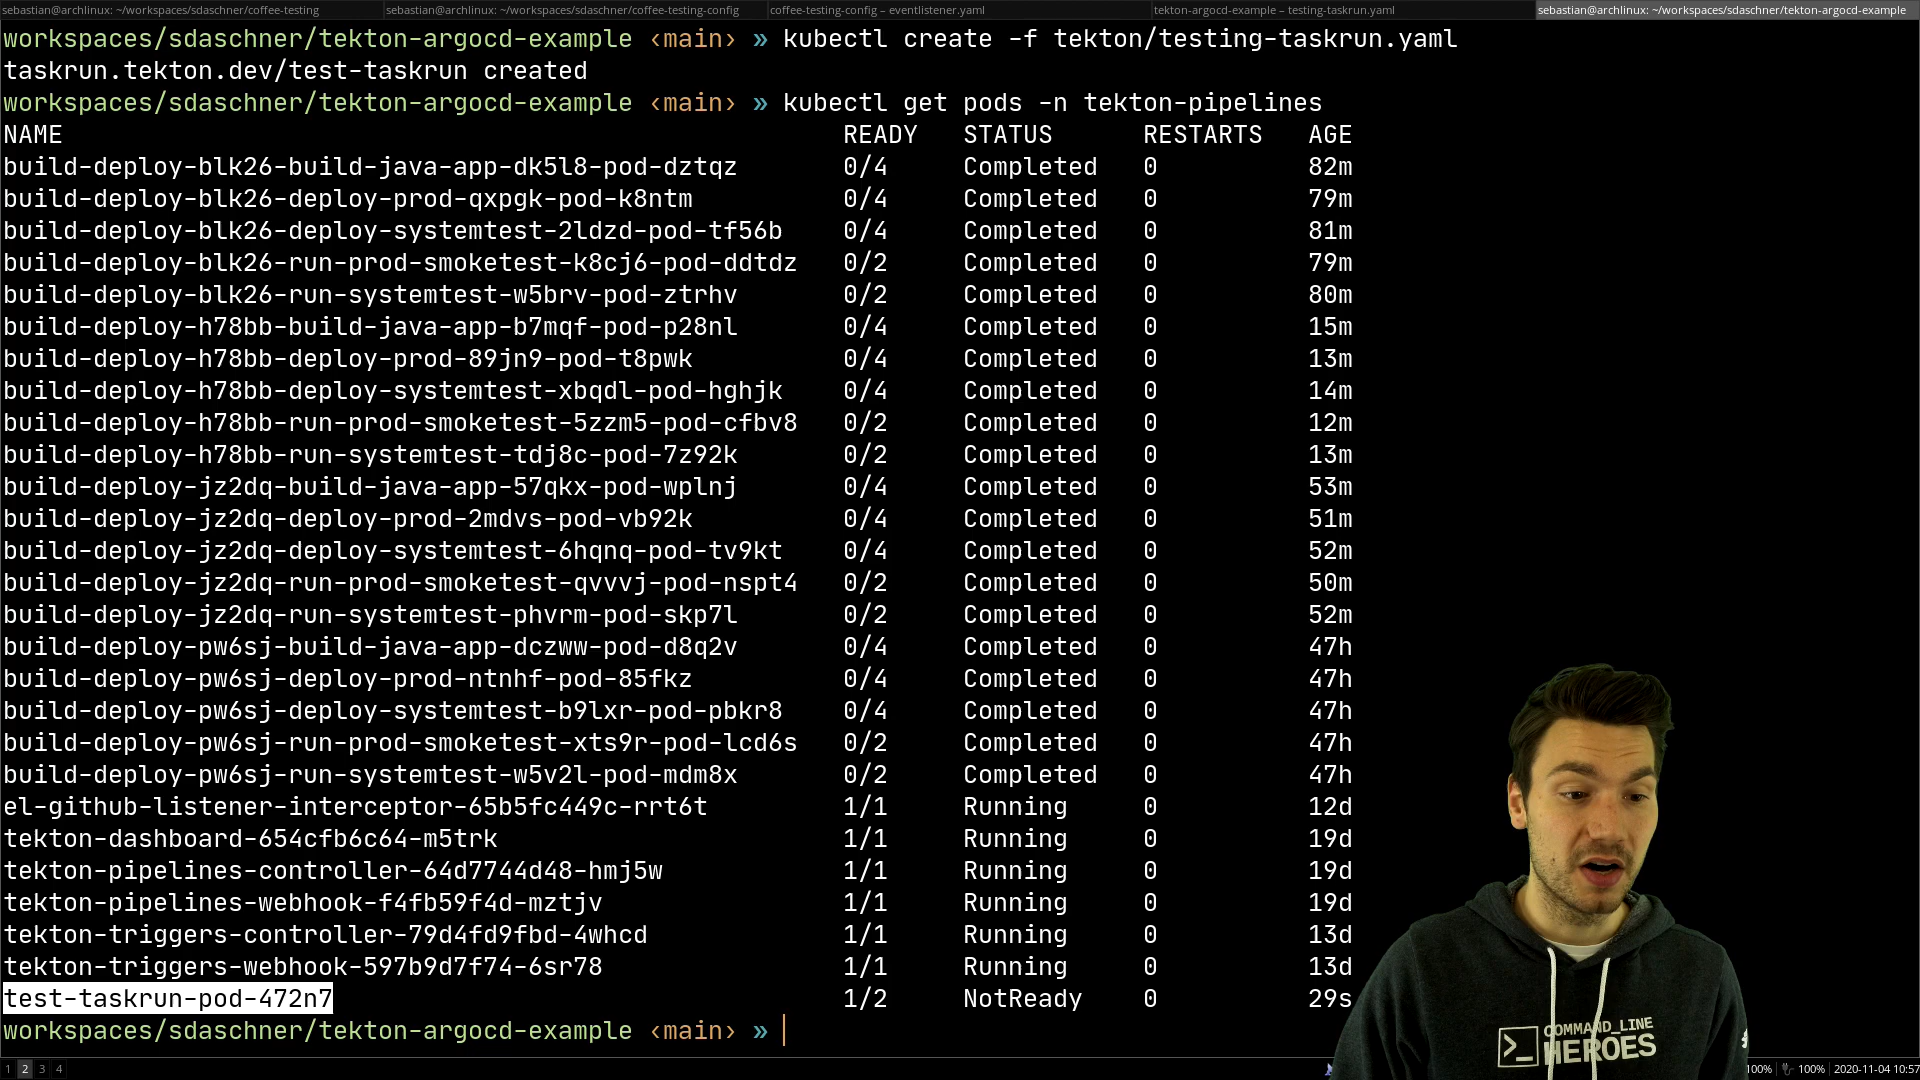 sebastian@archlinux: ~/workspaces/sdaschner/coffee-testing
sebastian@archlinux: ~/workspaces/sdaschner/coffee-testing-config
coffee-testing-config – eventlistener.yaml
tekton-argocd-example – testing-taskrun.yaml
sebastian@archlinux: ~/workspaces/sdaschner/tekton-argocd-example
workspaces/sdaschner/tekton-argocd-example ‹main› » kubectl create -f tekton/testing-taskrun.yaml
taskrun.tekton.dev/test-taskrun created
workspaces/sdaschner/tekton-argocd-example ‹main› » kubectl get pods -n tekton-pipelines
NAME READY STATUS RESTARTS AGE
build-deploy-blk26-build-java-app-dk5l8-pod-dztqz 0/4 Completed 0 82m
build-deploy-blk26-deploy-prod-qxpgk-pod-k8ntm 0/4 Completed 0 79m
build-deploy-blk26-deploy-systemtest-2ldzd-pod-tf56b 0/4 Completed 0 81m
build-deploy-blk26-run-prod-smoketest-k8cj6-pod-ddtdz 0/2 Completed 0 79m
build-deploy-blk26-run-systemtest-w5brv-pod-ztrhv 0/2 Completed 0 80m
build-deploy-h78bb-build-java-app-b7mqf-pod-p28nl 0/4 Completed 0 15m
build-deploy-h78bb-deploy-prod-89jn9-pod-t8pwk 0/4 Completed 0 13m
build-deploy-h78bb-deploy-systemtest-xbqdl-pod-hghjk 0/4 Completed 0 14m
build-deploy-h78bb-run-prod-smoketest-5zzm5-pod-cfbv8 0/2 Completed 0 12m
build-deploy-h78bb-run-systemtest-tdj8c-pod-7z92k 0/2 Completed 0 13m
build-deploy-jz2dq-build-java-app-57qkx-pod-wplnj 0/4 Completed 0 53m
build-deploy-jz2dq-deploy-prod-2mdvs-pod-vb92k 0/4 Completed 0 51m
build-deploy-jz2dq-deploy-systemtest-6hqnq-pod-tv9kt 0/4 Completed 0 52m
build-deploy-jz2dq-run-prod-smoketest-qvvvj-pod-nspt4 0/2 Completed 0 50m
build-deploy-jz2dq-run-systemtest-phvrm-pod-skp7l 0/2 Completed 0 52m
build-deploy-pw6sj-build-java-app-dczww-pod-d8q2v 0/4 Completed 0 47h
build-deploy-pw6sj-deploy-prod-ntnhf-pod-85fkz 0/4 Completed 0 47h
build-deploy-pw6sj-deploy-systemtest-b9lxr-pod-pbkr8 0/4 Completed 0 47h
build-deploy-pw6sj-run-prod-smoketest-xts9r-pod-lcd6s 0/2 Completed 0 47h
build-deploy-pw6sj-run-systemtest-w5v2l-pod-mdm8x 0/2 Completed 0 47h
el-github-listener-interceptor-65b5fc449c-rrt6t 1/1 Running 0 12d
tekton-dashboard-654cfb6c64-m5trk 1/1 Running 0 19d
tekton-pipelines-controller-64d7744d48-hmj5w 1/1 Running 0 19d
tekton-pipelines-webhook-f4fb59f4d-mztjv 1/1 Running 0 19d
tekton-triggers-controller-79d4fd9fbd-4whcd 1/1 Running 0 13d
tekton-triggers-webhook-597b9d7f74-6sr78 1/1 Running 0 13d
test-taskrun-pod-472n7 1/2 NotReady 0 29s
workspaces/sdaschner/tekton-argocd-example ‹main› »
COMMAND_LINE
HEROES
1 2 3 4
100% 100% 2020-11-04 10:57